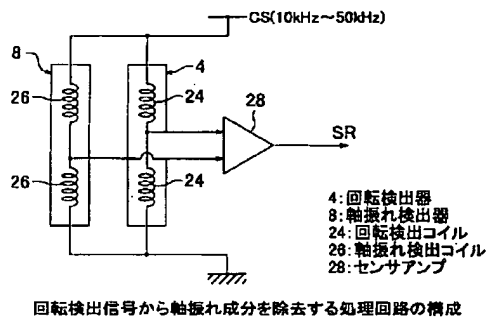 CS(10kHz～50kHz)
8
4
26
24
28
SR
26
24
4:回転検出器
8:軸振れ検出器
24:回転検出コイル
26:軸振れ検出コイル
28:センサアンプ
回転検出信号から軸振れ成分を除去する処理回路の構成